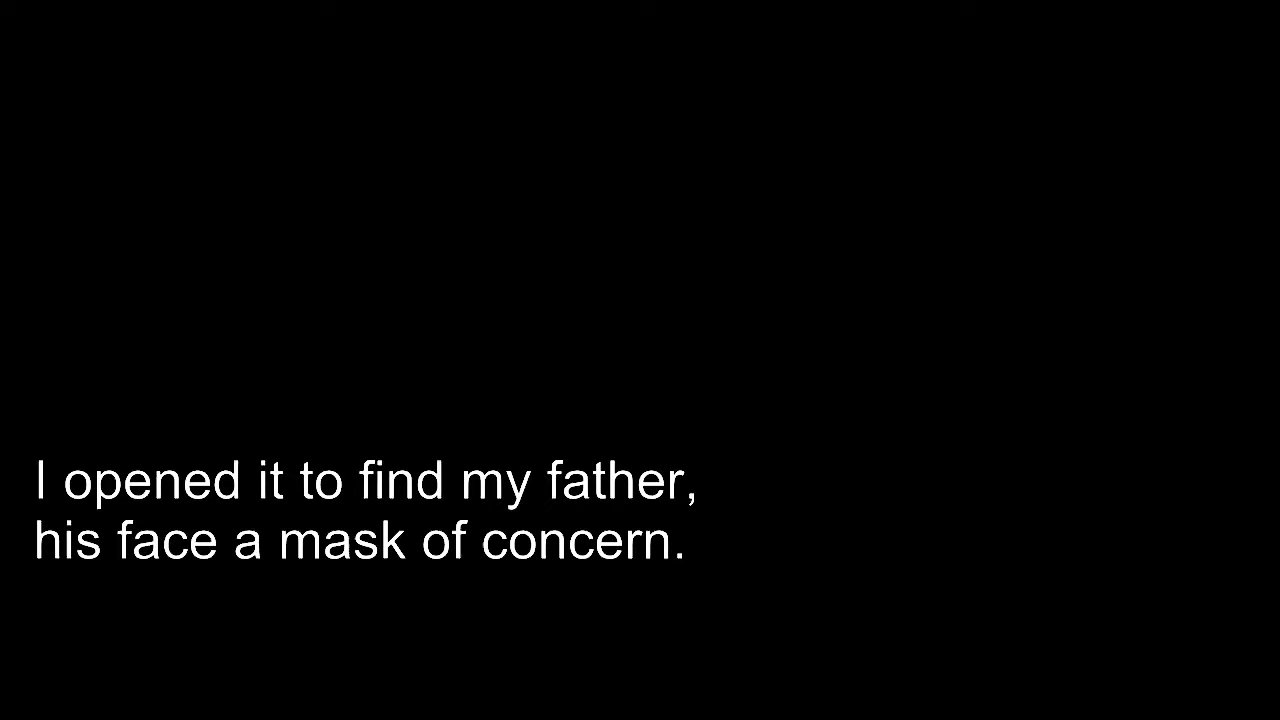 I opened it to find my father,
his face a mask of concern.